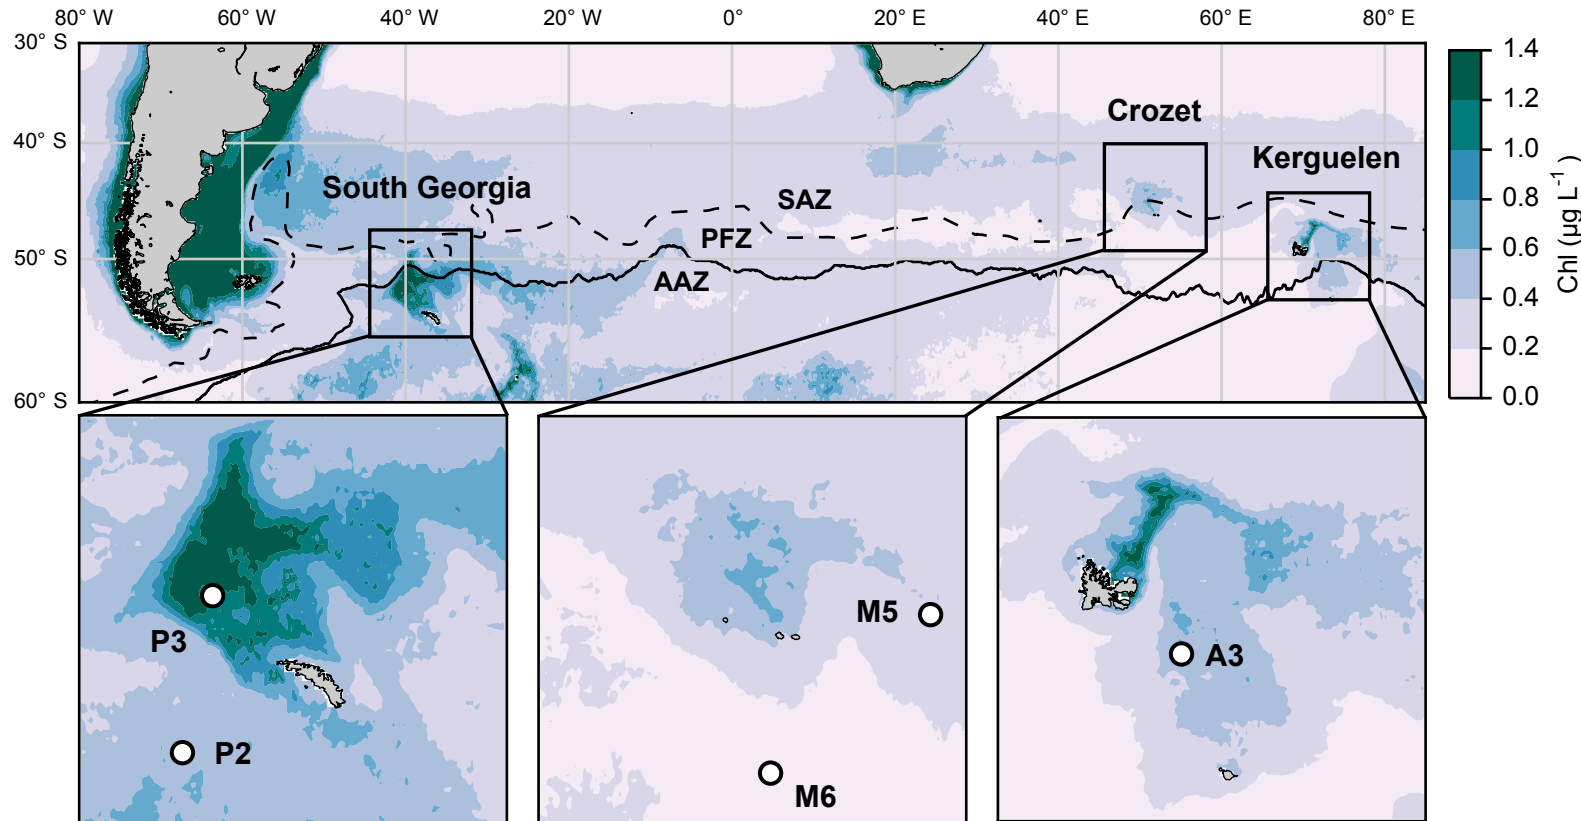 80° W 60° W 40° W 20° W 0° 20° E 40° E 60° E 80° E
30° S
40° S
50° S
60° S
Crozet
Kerguelen
South Georgia
SAZ
PFZ
AAZ
1.4
1.2
1.0
0.8
0.6
0.4
0.2
0.0
Chl (µg L⁻¹)
P3
P2
M5
M6
A3